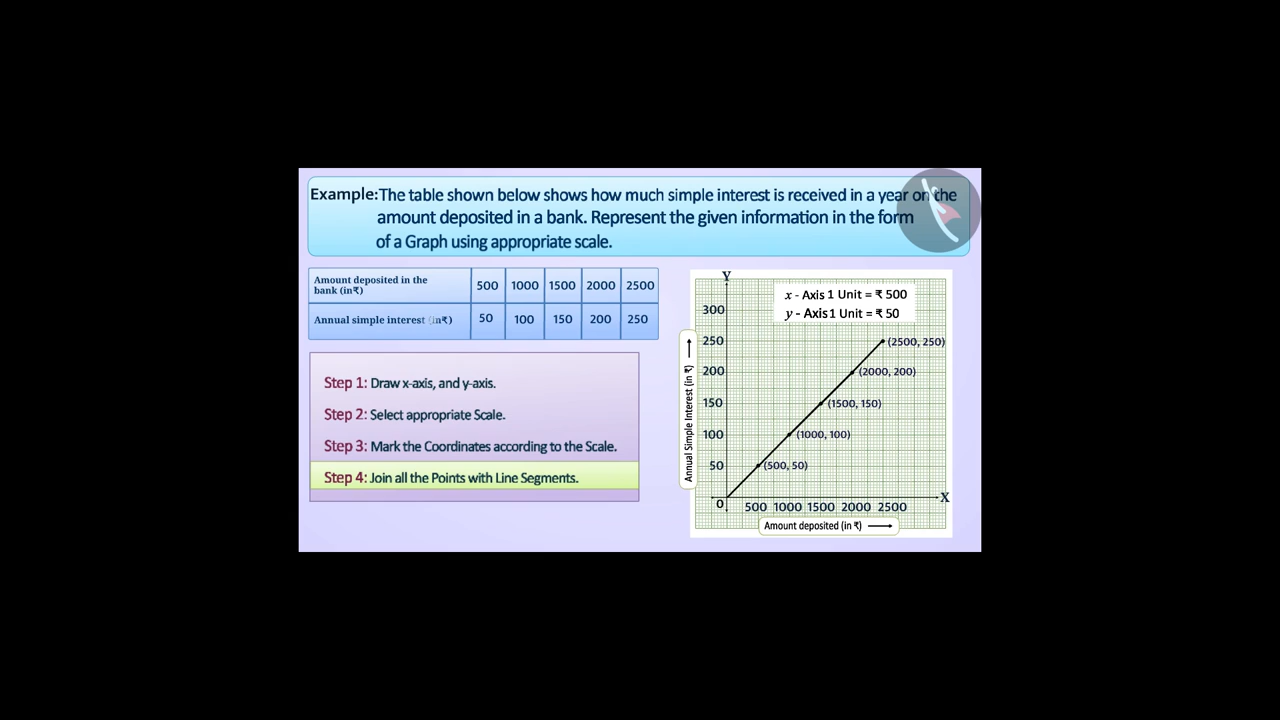 Example:The table shown below shows how much simple interest is received in a year on the
amount deposited in a bank. Represent the given information in the form
of a Graph using appropriate scale.
Amount deposited in the
bank (in₹)
500 1000 1500 2000 2500
Annual simple interest (in₹) 50 100 150 200 250
Step 1: Draw x-axis, and y-axis.
Step 2: Select appropriate Scale.
Step 3: Mark the Coordinates according to the Scale.
Step 4: Join all the Points with Line Segments.
Y
x - Axis 1 Unit = ₹ 500
y - Axis1 Unit = ₹ 50
300
250 (2500, 250)
200 (2000, 200)
150 (1500, 150)
100 (1000, 100)
50 (500, 50)
Annual Simple Interest (in ₹)
0 X
500 1000 1500 2000 2500
Amount deposited (in ₹)